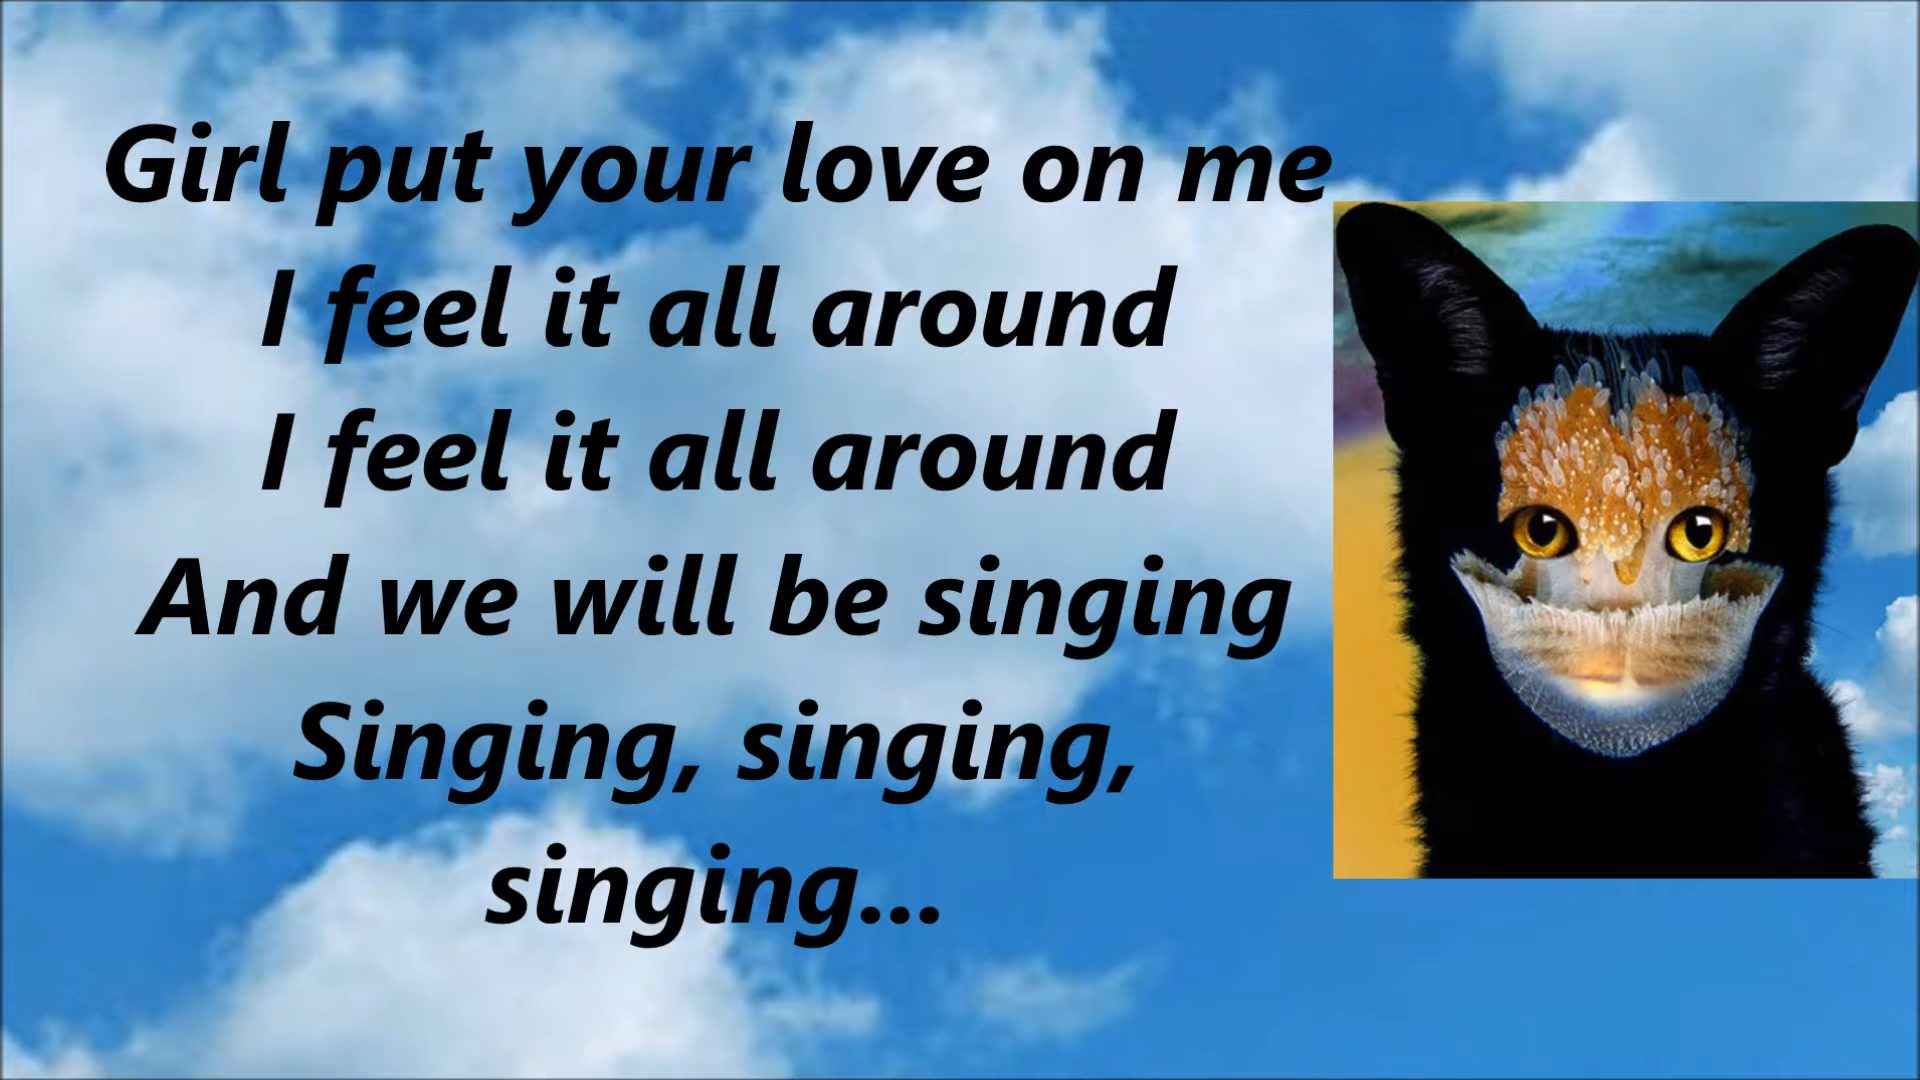 Girl put your love on me
I feel it all around
I feel it all around
And we will be singing
Singing, singing,
singing...